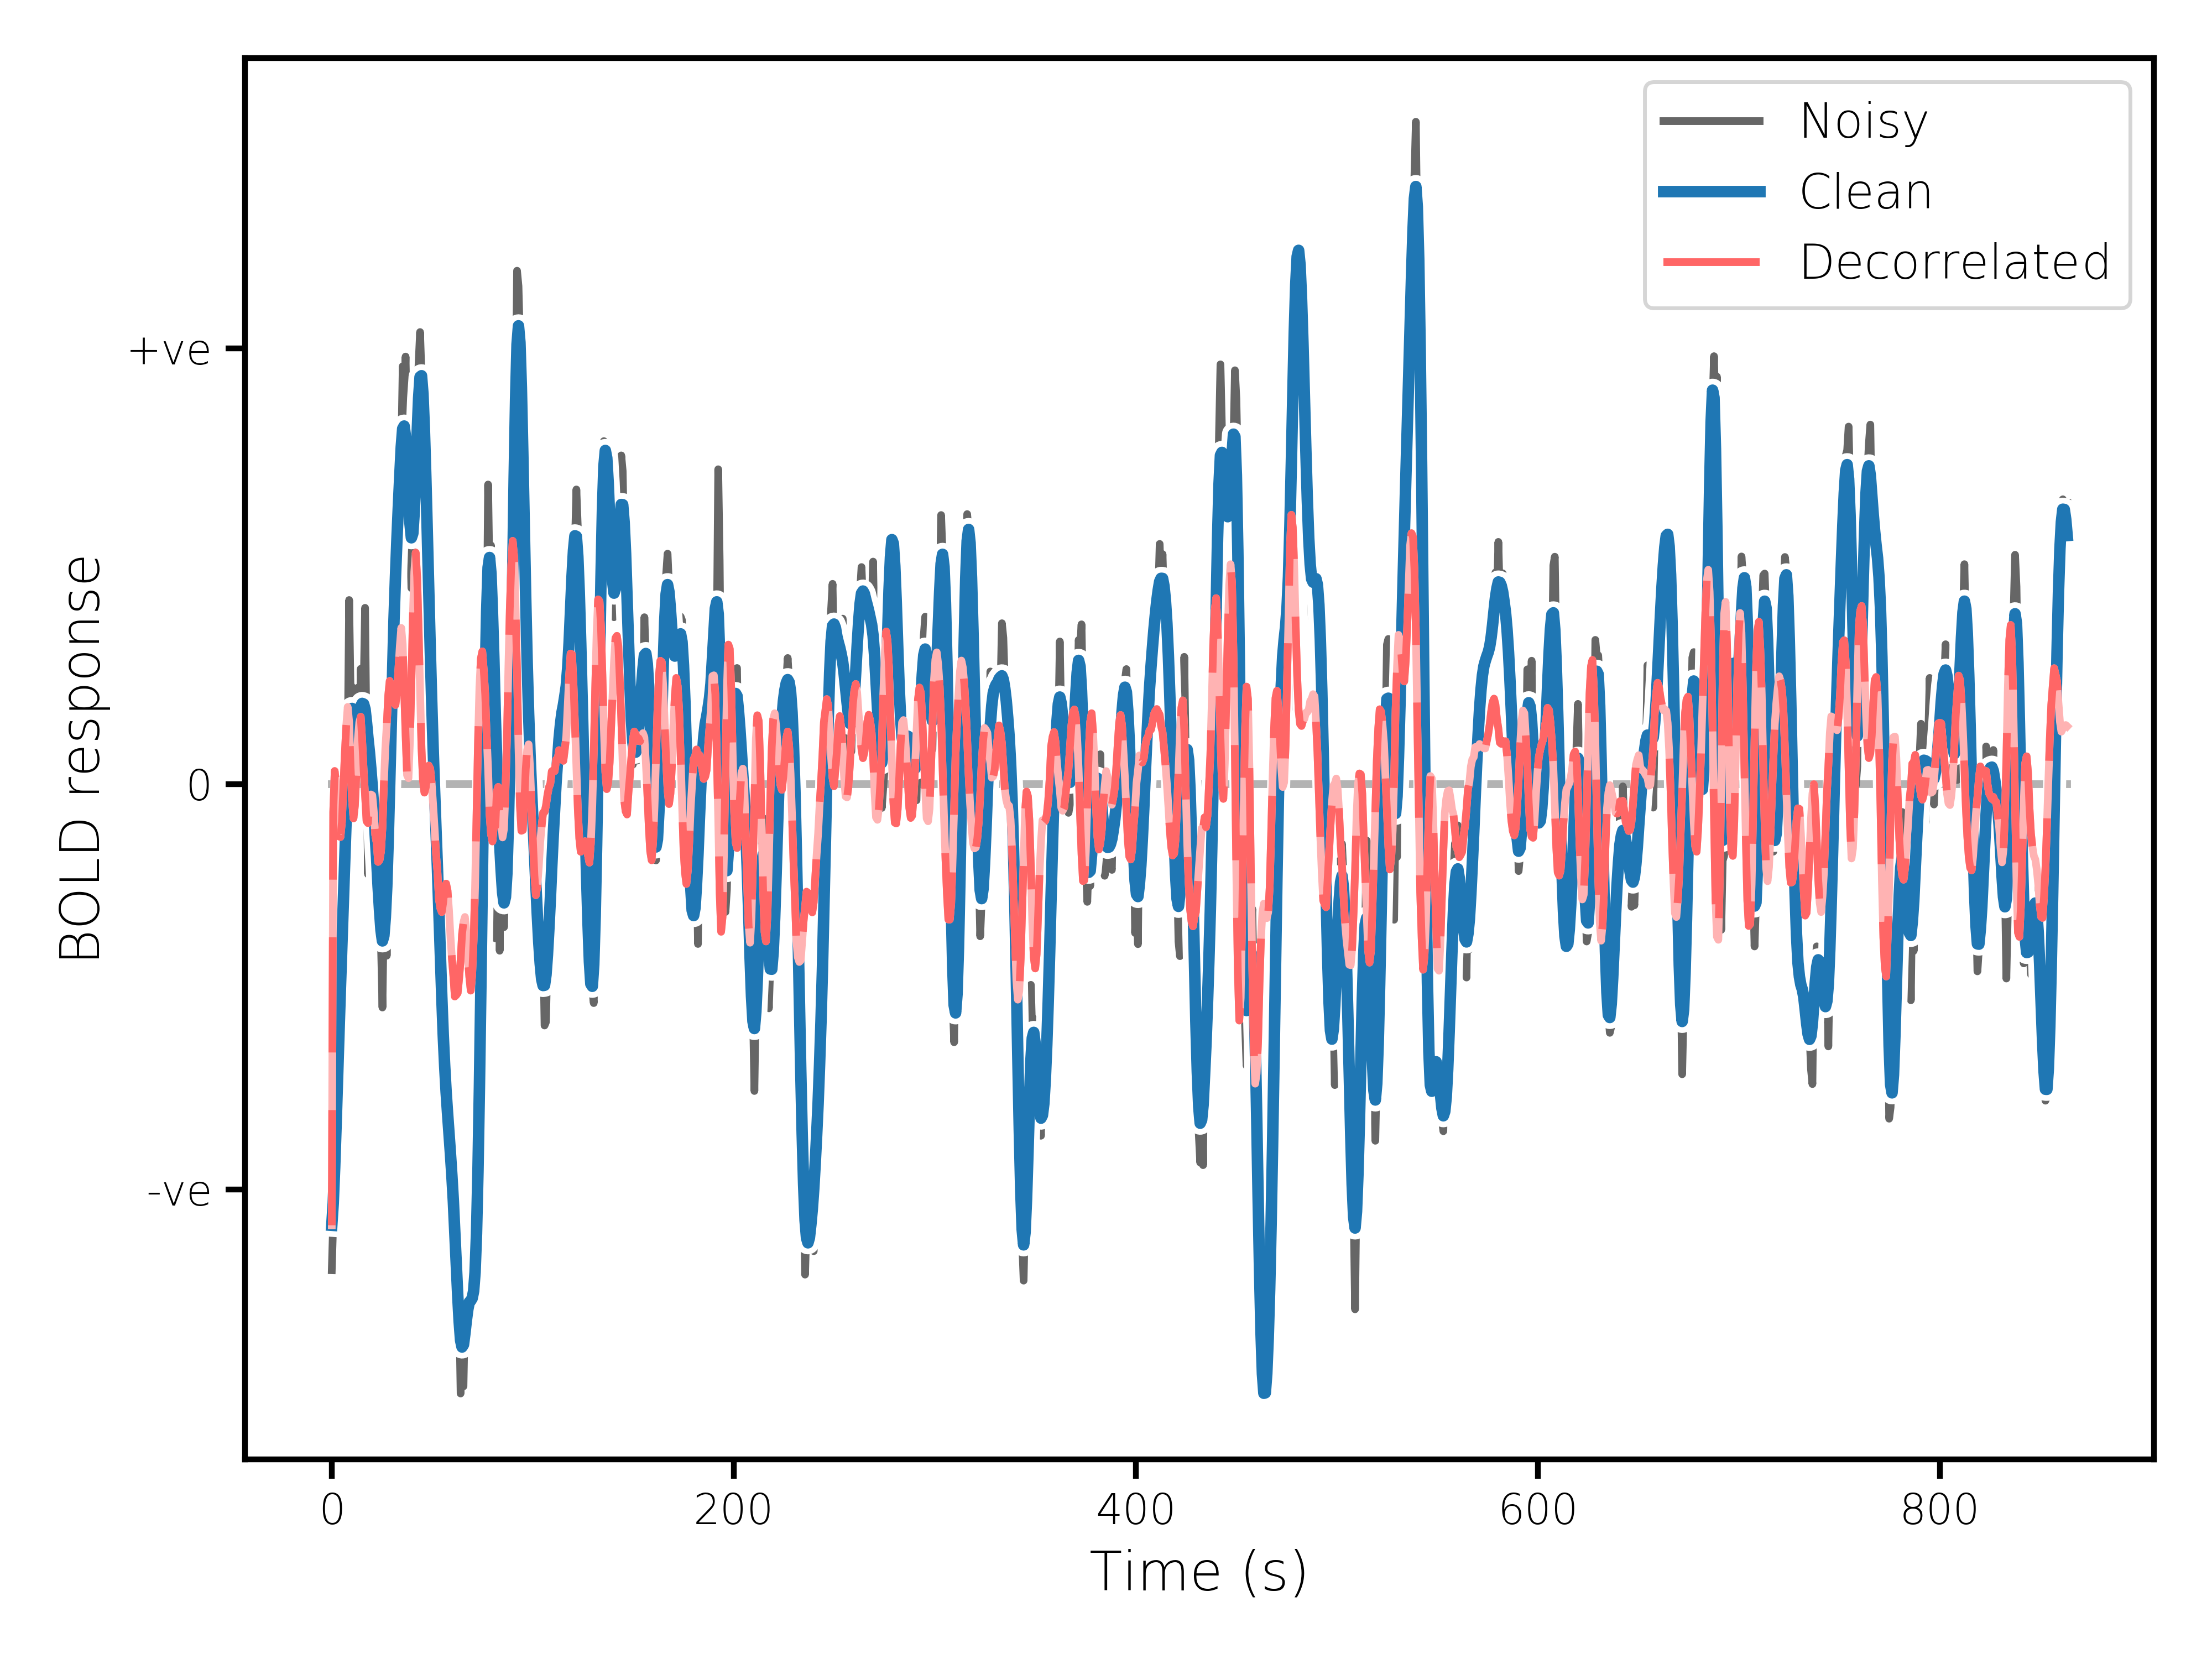 Noisy
Clean
Decorrelated
+ve
0
-ve
BOLD response
0 200 400 600 800
Time (s)